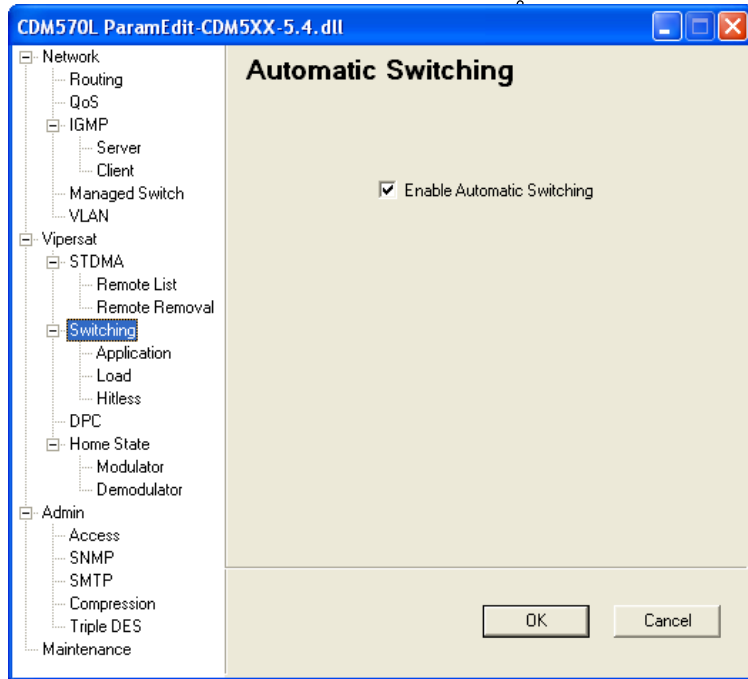 CDM570L ParamEdit-CDM5XX-5.4.dll
Network
Routing
QoS
IGMP
Server
Client
Managed Switch
VLAN
Vipersat
STDMA
Remote List
Remote Removal
Switching
Application
Load
Hitless
DPC
Home State
Modulator
Demodulator
Admin
Access
SNMP
SMTP
Compression
Triple DES
Maintenance
Automatic Switching
Enable Automatic Switching
OK
Cancel